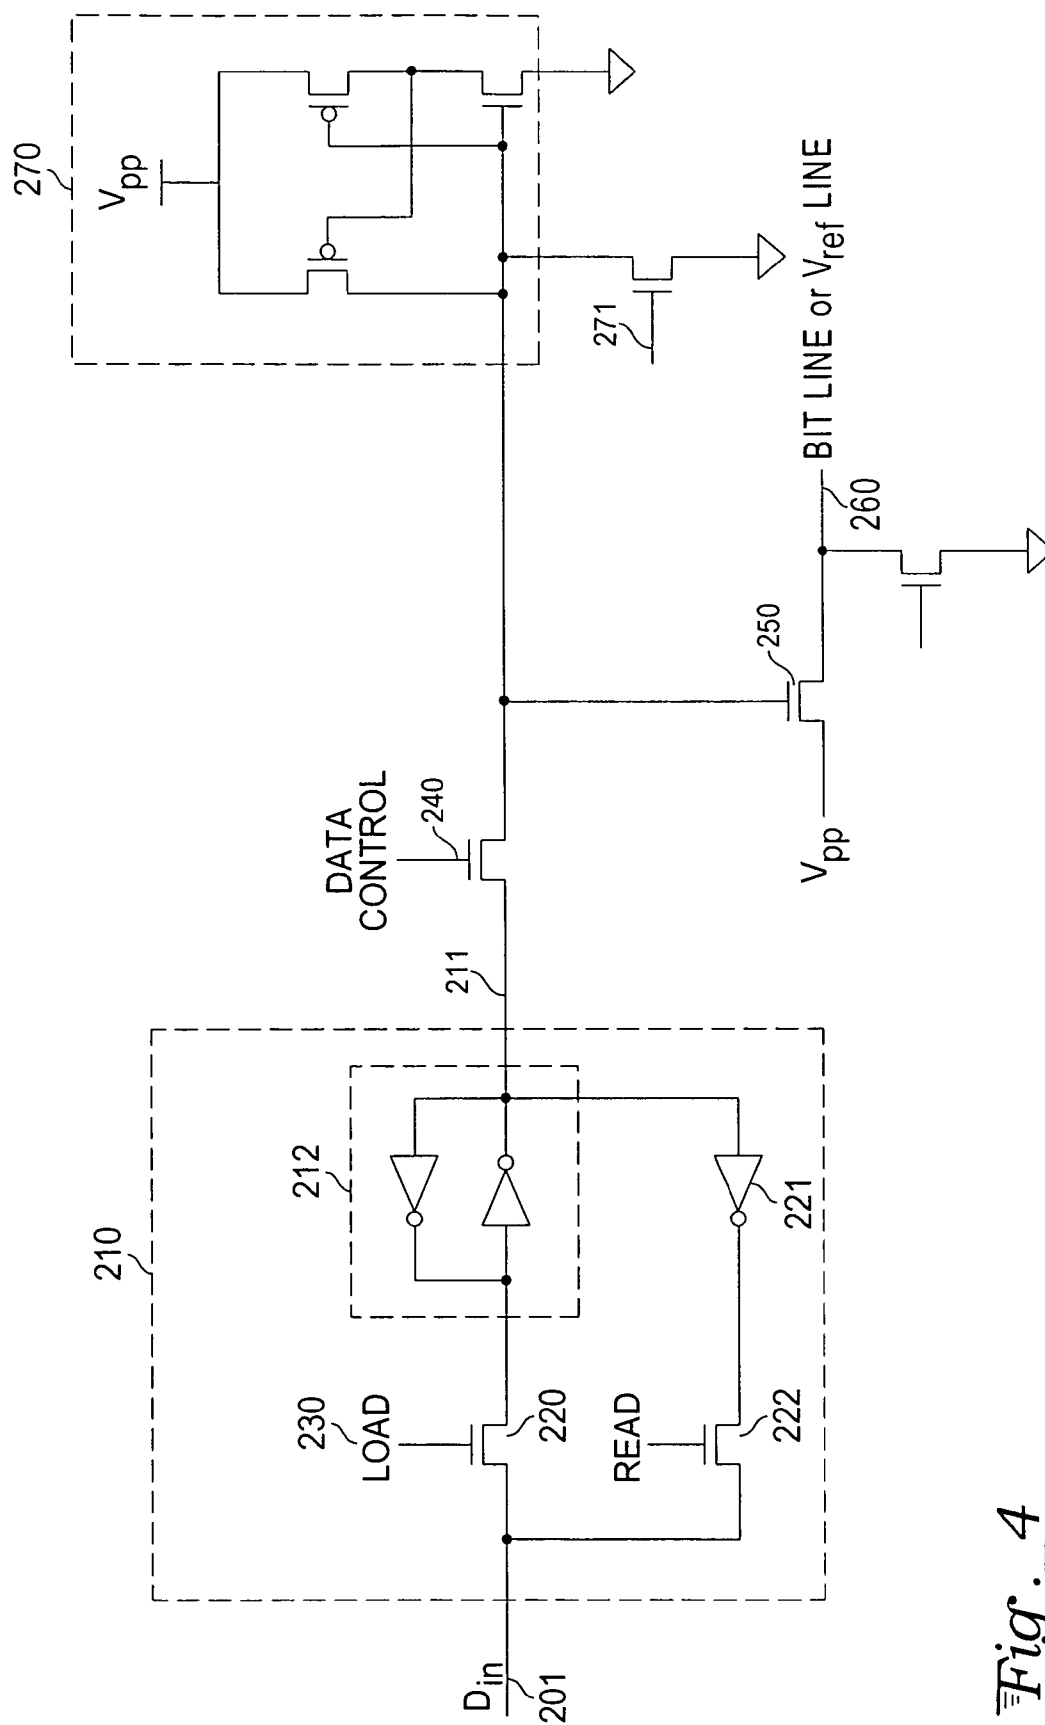 270
Vpp
271
BIT LINE or Vref LINE
260
250
Vpp
DATA
CONTROL
240
211
210
212
221
230
LOAD
220
READ
222
Din
201
Fig. 4